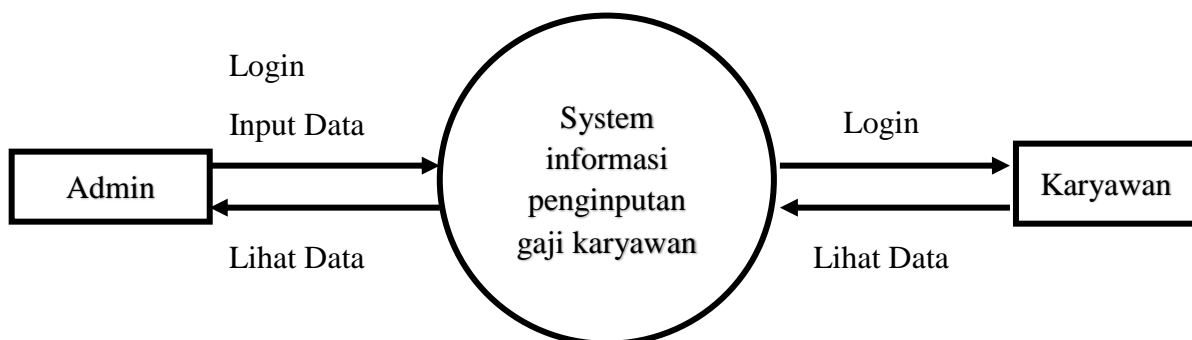 Login
Input Data
Admin
Lihat Data
System
informasi
penginputan
gaji karyawan
Login
Karyawan
Lihat Data